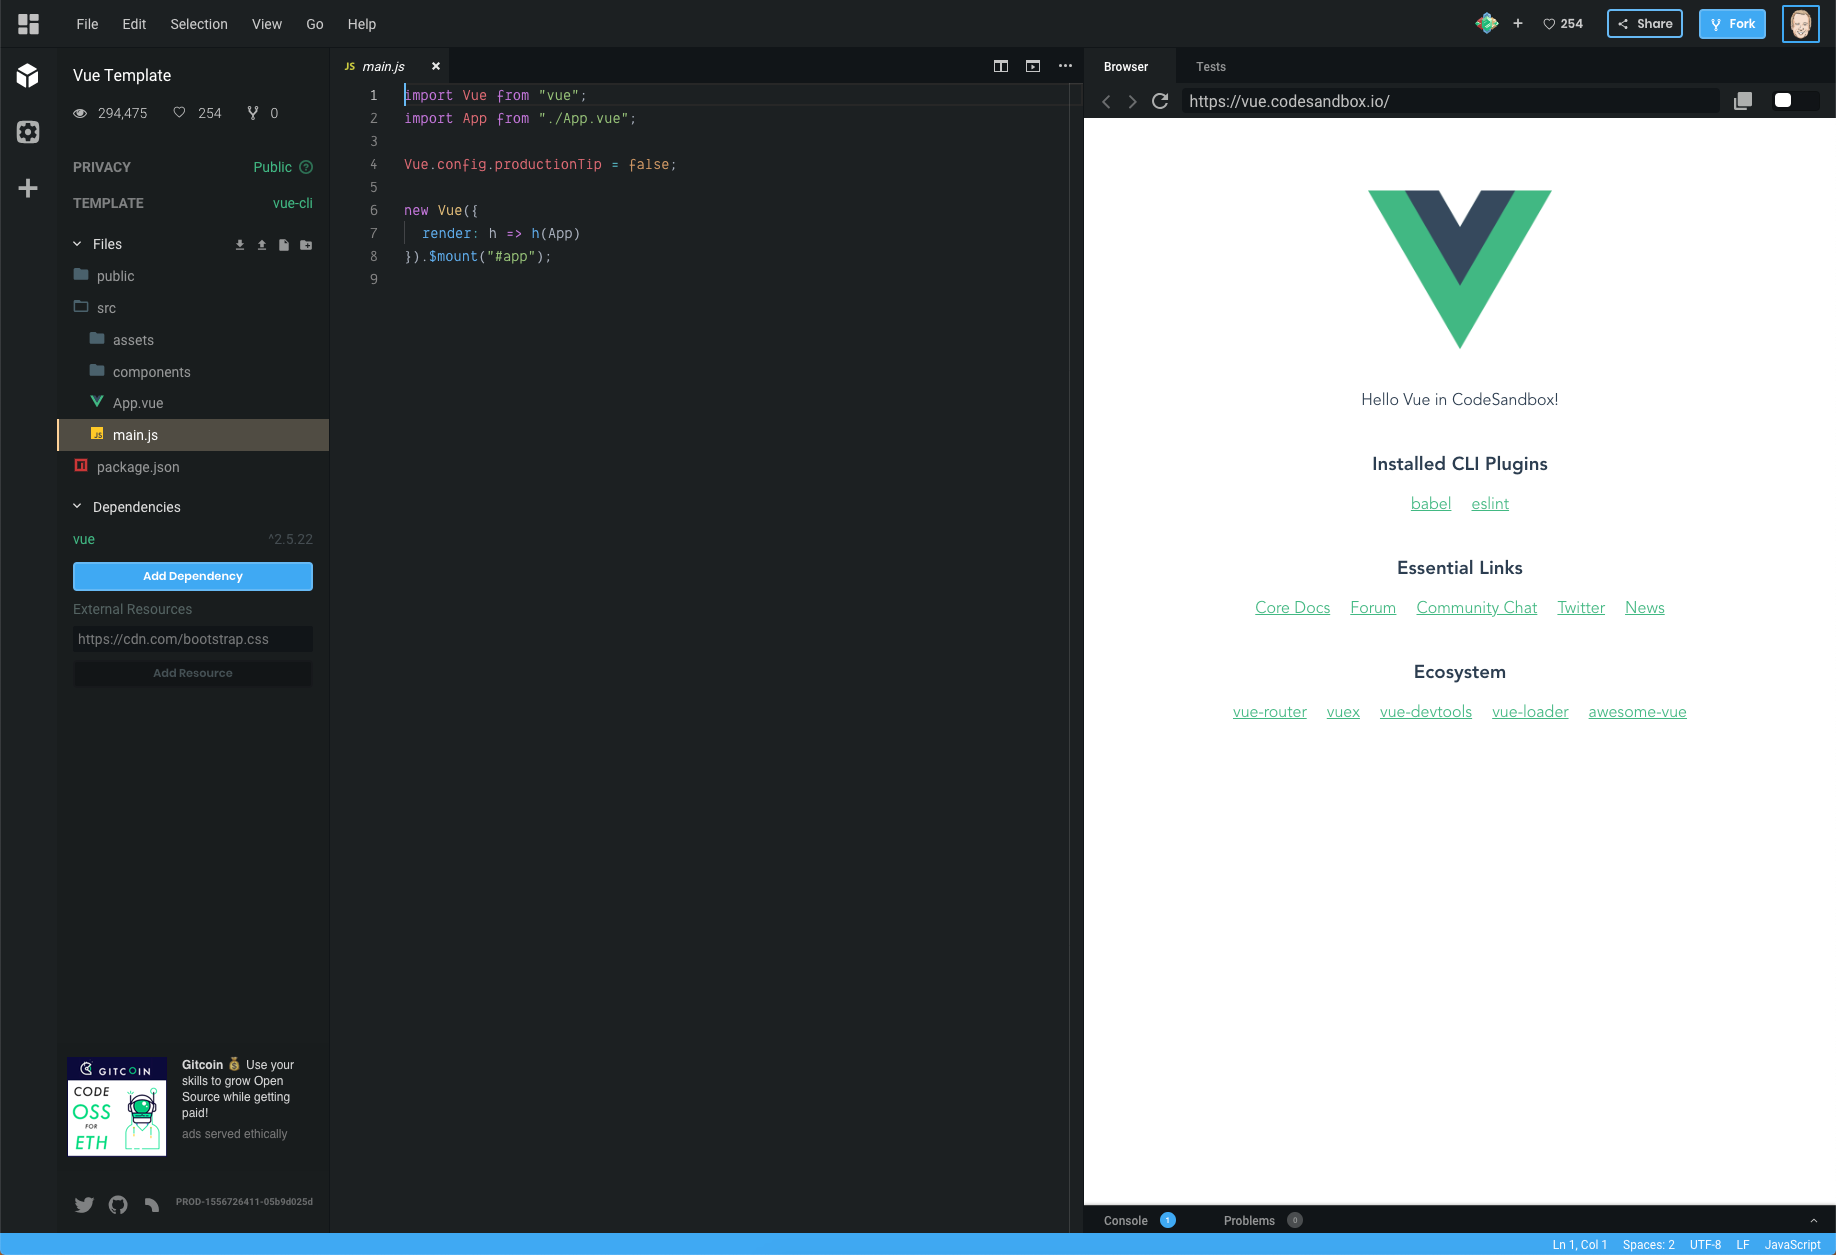 File Edit Selection View Go Help
254 Share Fork
Vue Template
294,475 254 0
PRIVACY Public
TEMPLATE vue-cli
Files
public
src
assets
components
App.vue
JS main.js
package.json
Dependencies
vue ^2.5.22
Add Dependency
External Resources
https://cdn.com/bootstrap.css
Add Resource
GITCOIN
CODE
OSS
FOR
ETH
Gitcoin 💰 Use your
skills to grow Open
Source while getting
paid!
ads served ethically
PROD-1556726411-05b9d025d
JS main.js
1 import Vue from "vue";
2 import App from "./App.vue";
3
4 Vue.config.productionTip = false;
5
6 new Vue({
7 render: h => h(App)
8 }).$mount("#app");
9
Browser Tests
https://vue.codesandbox.io/
Hello Vue in CodeSandbox!
Installed CLI Plugins
babel eslint
Essential Links
Core Docs Forum Community Chat Twitter News
Ecosystem
vue-router vuex vue-devtools vue-loader awesome-vue
Console 1 Problems 0
Ln 1, Col 1 Spaces: 2 UTF-8 LF JavaScript